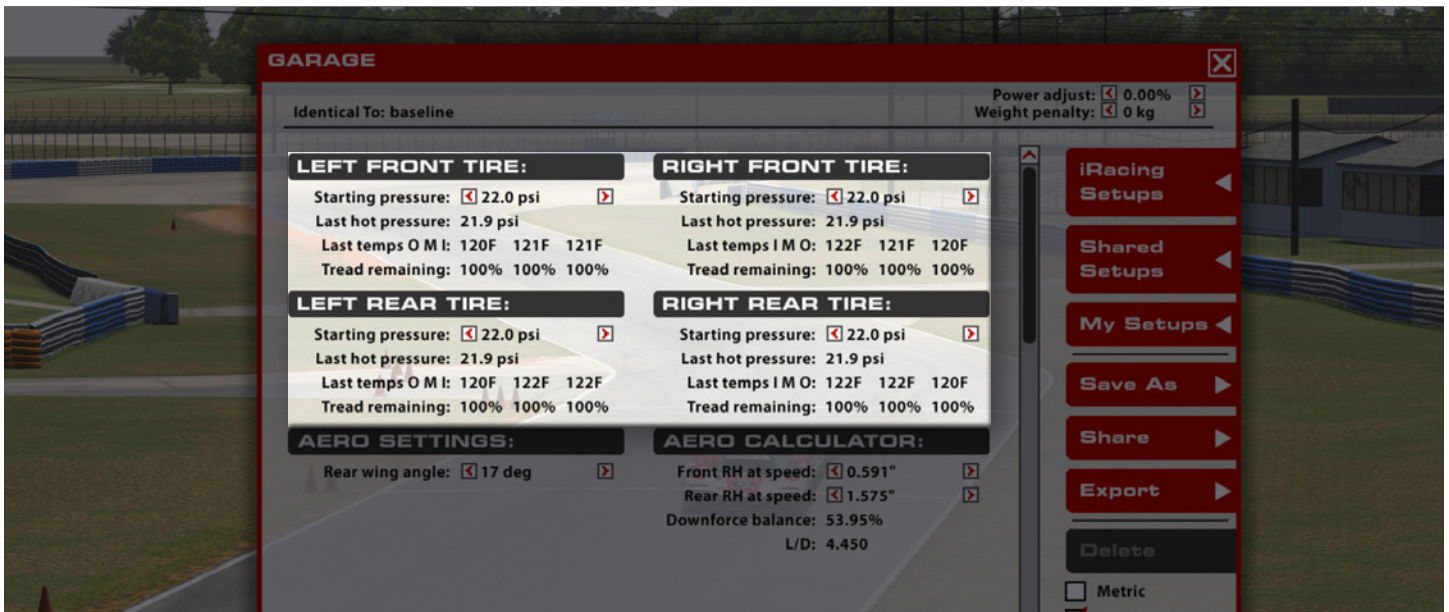 GARAGE
Identical To: baseline
Power adjust: 0.00%
Weight penalty: 0 kg
LEFT FRONT TIRE:
Starting pressure: 22.0 psi
Last hot pressure: 21.9 psi
Last temps O M I: 120F 121F 121F
Tread remaining: 100% 100% 100%
RIGHT FRONT TIRE:
Starting pressure: 22.0 psi
Last hot pressure: 21.9 psi
Last temps I M O: 122F 121F 120F
Tread remaining: 100% 100% 100%
LEFT REAR TIRE:
Starting pressure: 22.0 psi
Last hot pressure: 21.9 psi
Last temps O M I: 120F 122F 122F
Tread remaining: 100% 100% 100%
RIGHT REAR TIRE:
Starting pressure: 22.0 psi
Last hot pressure: 21.9 psi
Last temps I M O: 122F 122F 120F
Tread remaining: 100% 100% 100%
AERO SETTINGS:
Rear wing angle: 17 deg
AERO CALCULATOR:
Front RH at speed: 0.591"
Rear RH at speed: 1.575"
Downforce balance: 53.95%
L/D: 4.450
iRacing
Setups
Shared
Setups
My Setups
Save As
Share
Export
Delete
Metric